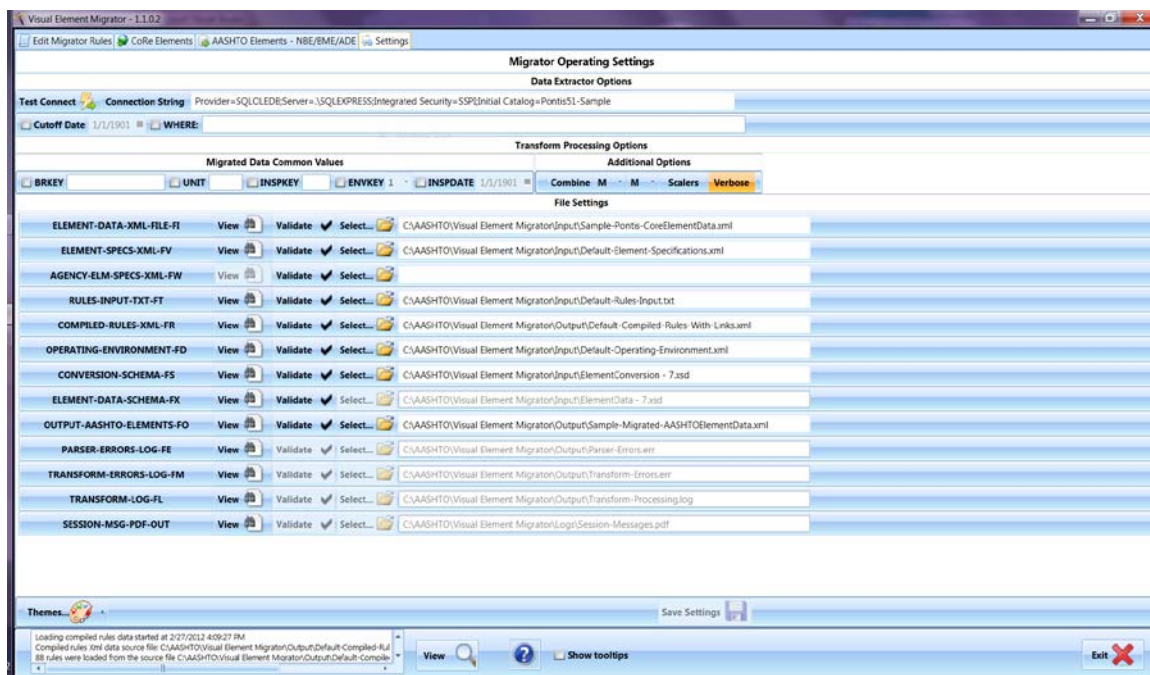 Visual Element Migrator - 1.1.0.2
Edit Migrator Rules CoRe Elements AASHTO Elements - NBE/BME/ADE Settings
Migrator Operating Settings
Data Extractor Options
Test Connect Connection String Provider=SQLCLEDB;Server=.\SQLEXPRESS;Integrated Security=SSPI;Initial Catalog=Pontis51-Sample
Cutoff Date 1/1/1901 WHERE:
Transform Processing Options
Migrated Data Common Values Additional Options
BRKEY UNIT INSPKEY ENVKEY 1 INSPDATE 1/1/1901 Combine M M Scalers Verbose
File Settings
ELEMENT-DATA-XML-FILE-FI View Validate Select... C:\AASHTO\Visual Element Migrator\Input\Sample-Pontis-CoreElementData.xml
ELEMENT-SPECS-XML-FV View Validate Select... C:\AASHTO\Visual Element Migrator\Input\Default-Element-Specifications.xml
AGENCY-ELM-SPECS-XML-FW View Validate Select...
RULES-INPUT-TXT-FT View Validate Select... C:\AASHTO\Visual Element Migrator\Input\Default-Rules-Input.txt
COMPILED-RULES-XML-FR View Validate Select... C:\AASHTO\Visual Element Migrator\Output\Default-Compiled-Rules-With-Links.xml
OPERATING-ENVIRONMENT-FD View Validate Select... C:\AASHTO\Visual Element Migrator\Input\Default-Operating-Environment.xml
CONVERSION-SCHEMA-FS View Validate Select... C:\AASHTO\Visual Element Migrator\Input\ElementConversion - 7.xsd
ELEMENT-DATA-SCHEMA-FX View Validate Select... C:\AASHTO\Visual Element Migrator\Input\ElementData - 7.xsd
OUTPUT-AASHTO-ELEMENTS-FO View Validate Select... C:\AASHTO\Visual Element Migrator\Output\Sample-Migrated-AASHTOElementData.xml
PARSER-ERRORS-LOG-FE View Validate Select... C:\AASHTO\Visual Element Migrator\Output\Parser-Errors.err
TRANSFORM-ERRORS-LOG-FM View Validate Select... C:\AASHTO\Visual Element Migrator\Output\Transform-Errors.err
TRANSFORM-LOG-FL View Validate Select... C:\AASHTO\Visual Element Migrator\Output\Transform-Processing.log
SESSION-MSG-PDF-OUT View Validate Select... C:\AASHTO\Visual Element Migrator\Logs\Session-Messages.pdf
Themes... Save Settings
Loading compiled rules data started at 2/27/2012 4:09:27 PM
Compiled rules Xml data source file: C:\AASHTO\Visual Element Migrator\Output\Default-Compiled-Rul
88 rules were loaded from the source file C:\AASHTO\Visual Element Migrator\Output\Default-Compile
View Show tooltips Exit